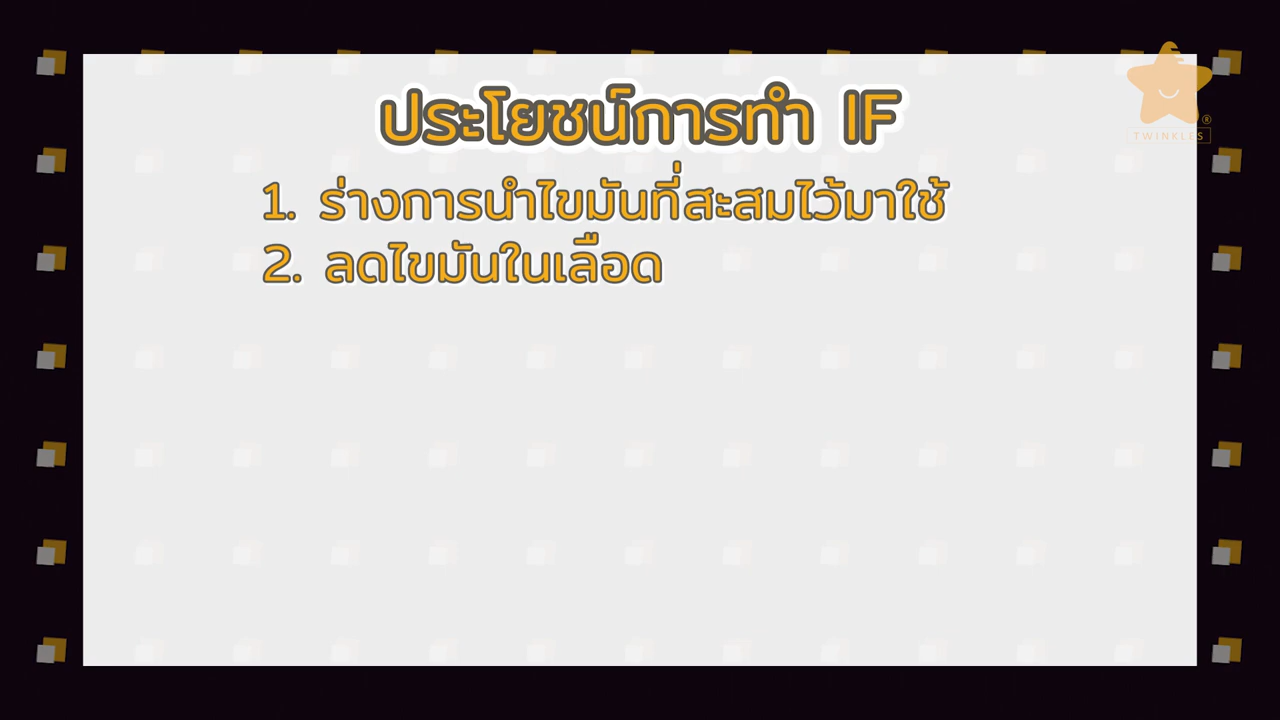 ประโยชน์การทำ IF
1. ร่างการนำไขมันที่สะสมไว้มาใช้
2. ลดไขมันในเลือด
TWINKLES